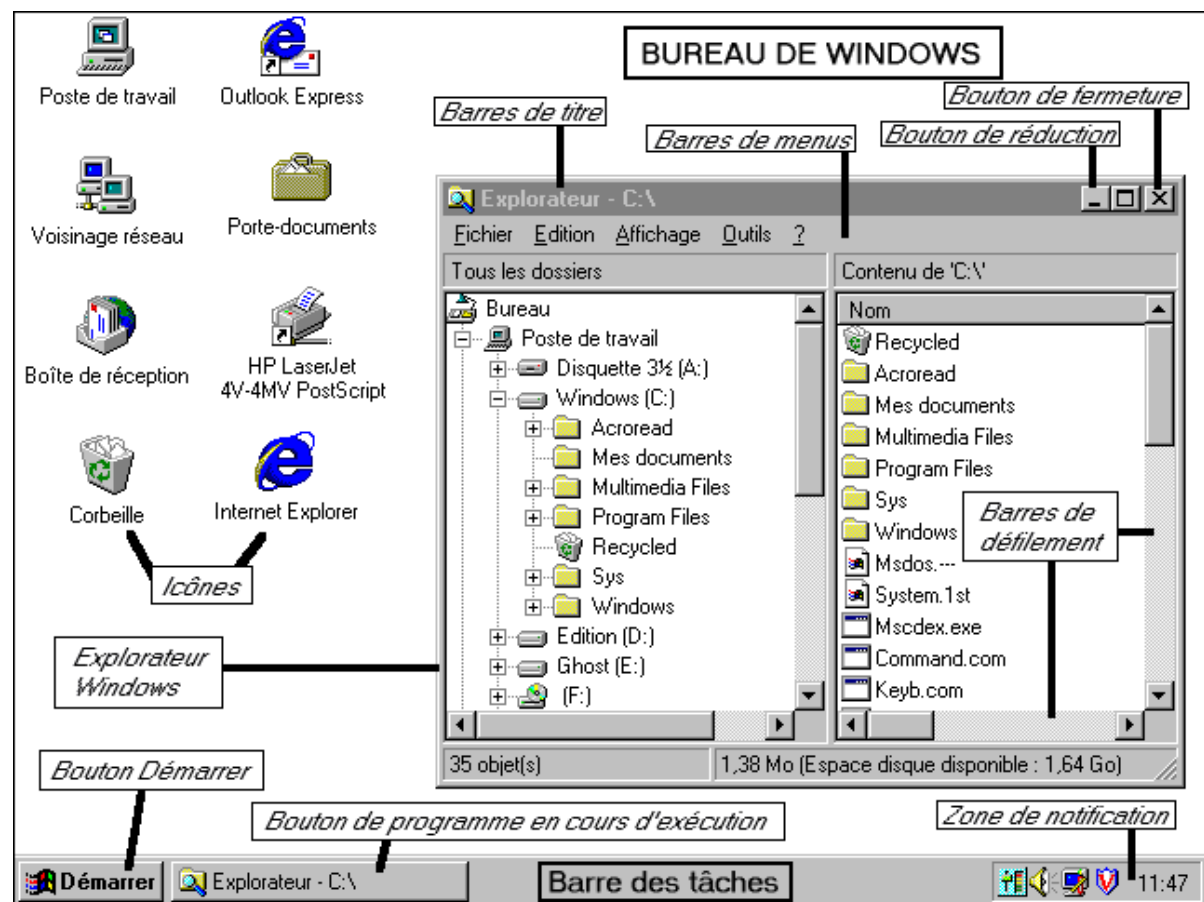 BUREAU DE WINDOWS
Poste de travail
Outlook Express
Voisinage réseau
Porte-documents
Boîte de réception
HP LaserJet
4V-4MV PostScript
Corbeille
Internet Explorer
Icônes
Barres de titre
Barres de menus
Bouton de réduction
Bouton de fermeture
Explorateur - C:\
Fichier Edition Affichage Outils ?
Tous les dossiers
Bureau
Poste de travail
Disquette 3½ (A:)
Windows (C:)
Acroread
Mes documents
Multimedia Files
Program Files
Recycled
Sys
Windows
Edition (D:)
Ghost (E:)
(F:)
Contenu de 'C:\'
Nom
Recycled
Acroread
Mes documents
Multimedia Files
Program Files
Sys
Windows
Msdos.---
System.1st
Mscdex.exe
Command.com
Keyb.com
Barres de
défilement
35 objet(s)
1,38 Mo (Espace disque disponible : 1,64 Go)
Explorateur
Windows
Bouton Démarrer
Bouton de programme en cours d'exécution
Zone de notification
Démarrer
Explorateur - C:\
Barre des tâches
11:47